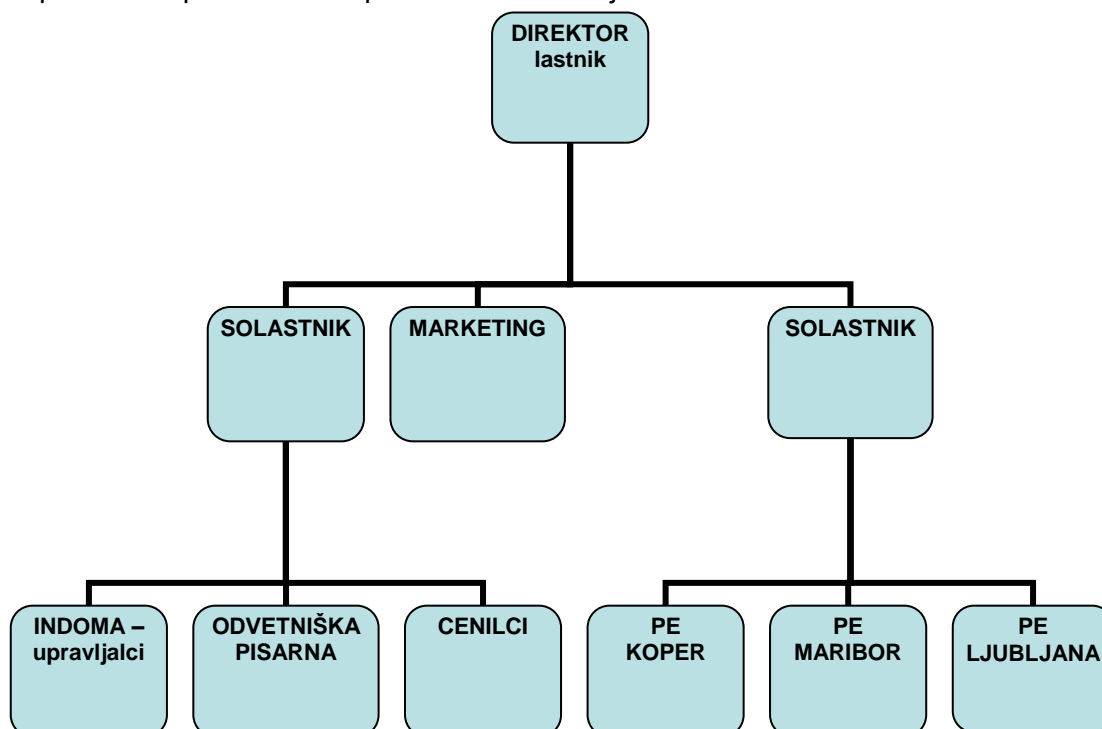 DIREKTOR
lastnik
SOLASTNIK
MARKETING
SOLASTNIK
INDOMA –
upravljalci
ODVETNIŠKA
PISARNA
CENILCI
PE
KOPER
PE
MARIBOR
PE
LJUBLJANA